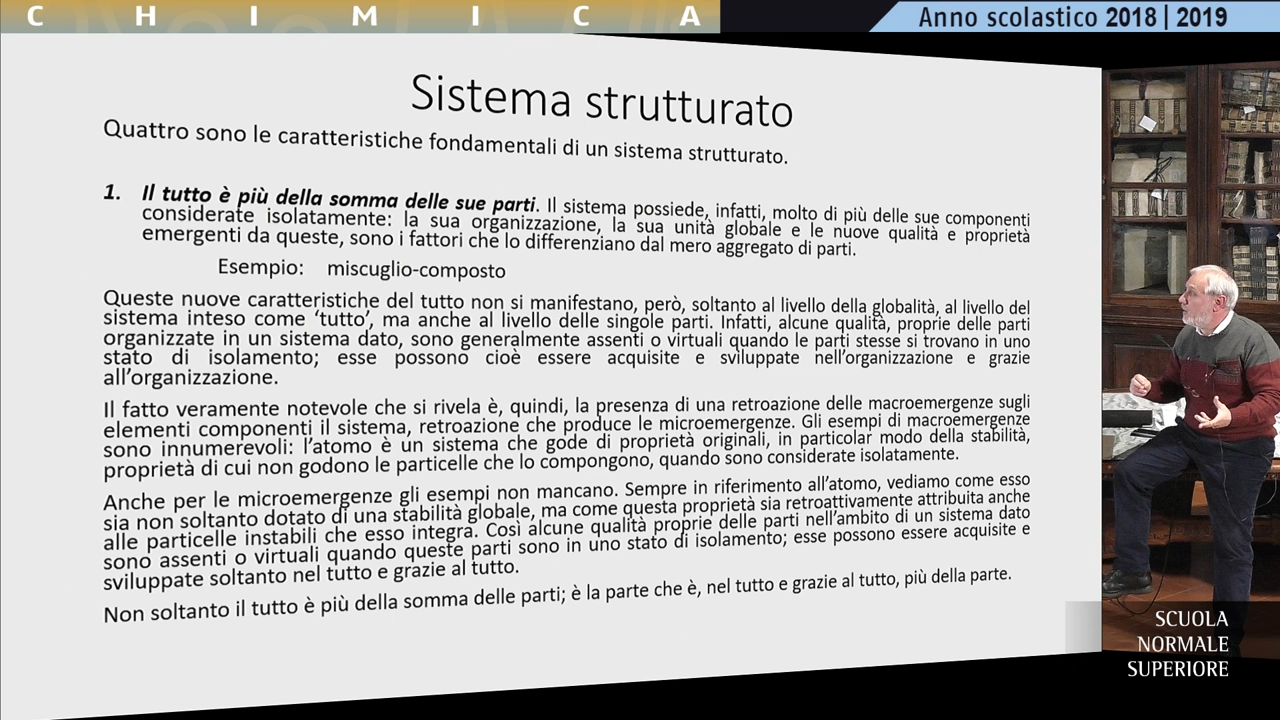 CHIMICA
Anno scolastico 2018 | 2019
Sistema strutturato
Quattro sono le caratteristiche fondamentali di un sistema strutturato.
1. Il tutto è più della somma delle sue parti. Il sistema possiede, infatti, molto di più delle sue componenti
considerate isolatamente: la sua organizzazione, la sua unità globale e le nuove qualità e proprietà
emergenti da queste, sono i fattori che lo differenziano dal mero aggregato di parti.
Esempio: miscuglio-composto
Queste nuove caratteristiche del tutto non si manifestano, però, soltanto al livello della globalità, al livello del
sistema inteso come ‘tutto’, ma anche al livello delle singole parti. Infatti, alcune qualità, proprie delle parti
organizzate in un sistema dato, sono generalmente assenti o virtuali quando le parti stesse si trovano in uno
stato di isolamento; esse possono cioè essere acquisite e sviluppate nell’organizzazione e grazie
all’organizzazione.
Il fatto veramente notevole che si rivela è, quindi, la presenza di una retroazione delle macroemergenze sugli
elementi componenti il sistema, retroazione che produce le microemergenze. Gli esempi di macroemergenze
sono innumerevoli: l’atomo è un sistema che gode di proprietà originali, in particolar modo della stabilità,
proprietà di cui non godono le particelle che lo compongono, quando sono considerate isolatamente.
Anche per le microemergenze gli esempi non mancano. Sempre in riferimento all’atomo, vediamo come esso
sia non soltanto dotato di una stabilità globale, ma come questa proprietà sia retroattivamente attribuita anche
alle particelle instabili che esso integra. Così alcune qualità proprie delle parti nell’ambito di un sistema dato
sono assenti o virtuali quando queste parti sono in uno stato di isolamento; esse possono essere acquisite e
sviluppate soltanto nel tutto e grazie al tutto.
Non soltanto il tutto è più della somma delle parti; è la parte che è, nel tutto e grazie al tutto, più della parte.
SCUOLA
NORMALE
SUPERIORE